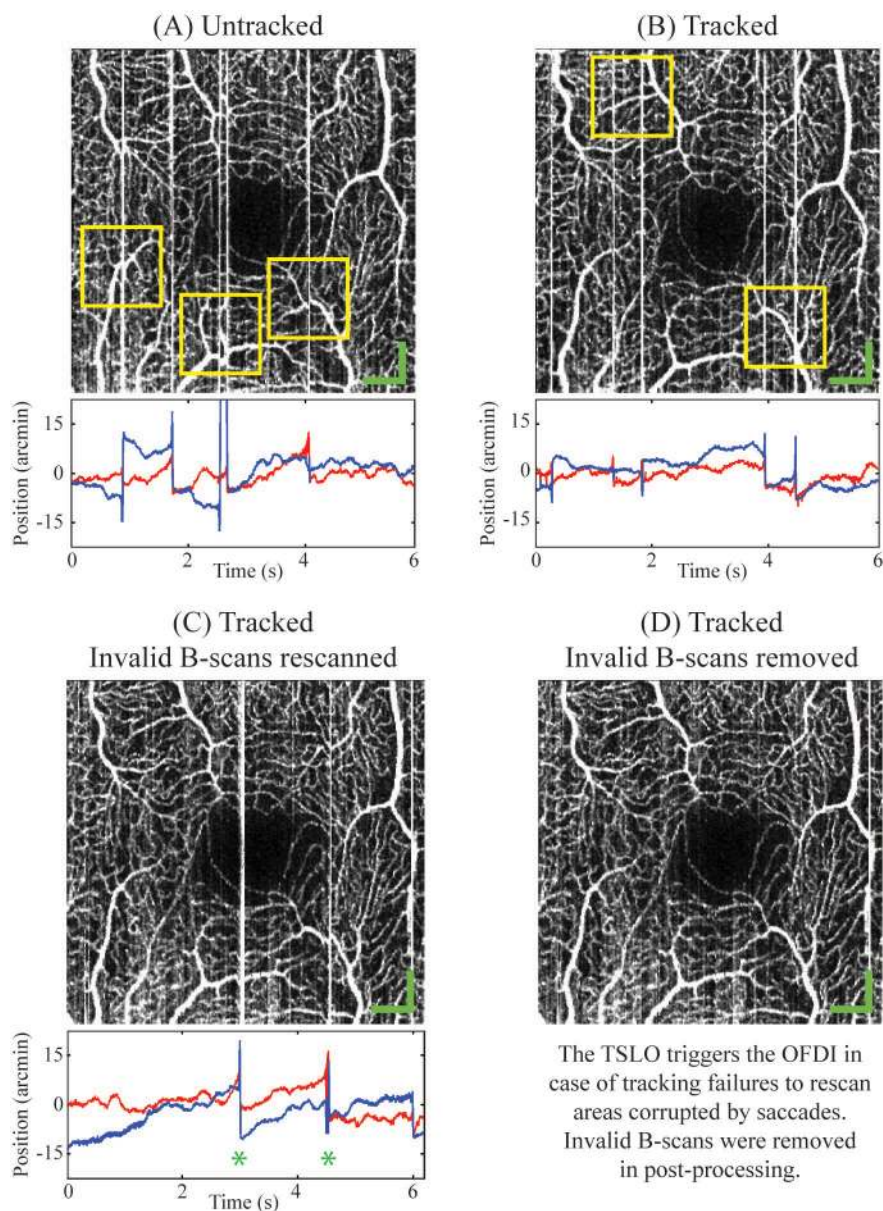 (A) Untracked
(B) Tracked
Position (arcmin)
15
0
-15
0 2 4 6
Time (s)
Position (arcmin)
15
0
-15
0 2 4 6
Time (s)
(C) Tracked
Invalid B-scans rescanned
(D) Tracked
Invalid B-scans removed
Position (arcmin)
15
0
-15
0 2 4 6
Time (s)
* *
The TSLO triggers the OFDI in
case of tracking failures to rescan
areas corrupted by saccades.
Invalid B-scans were removed
in post-processing.